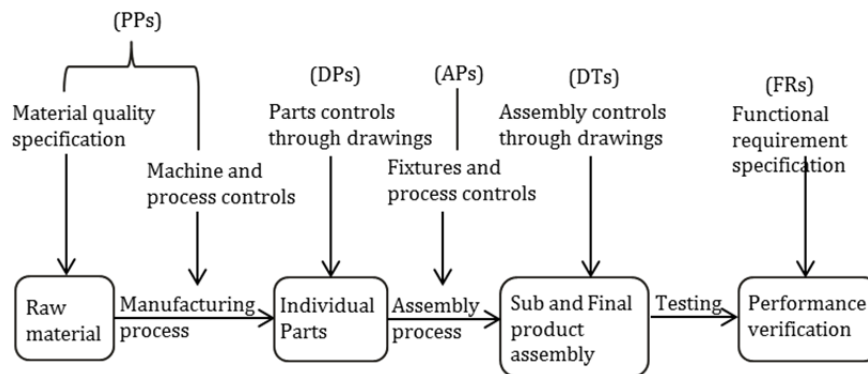 (PPs)
(DPs)
(APs)
(DTs)
(FRs)
Material quality
specification
Machine and
process controls
Parts controls
through drawings
Fixtures and
process controls
Assembly controls
through drawings
Functional
requirement
specification
Raw
material
Manufacturing
process
Individual
Parts
Assembly
process
Sub and Final
product
assembly
Testing
Performance
verification